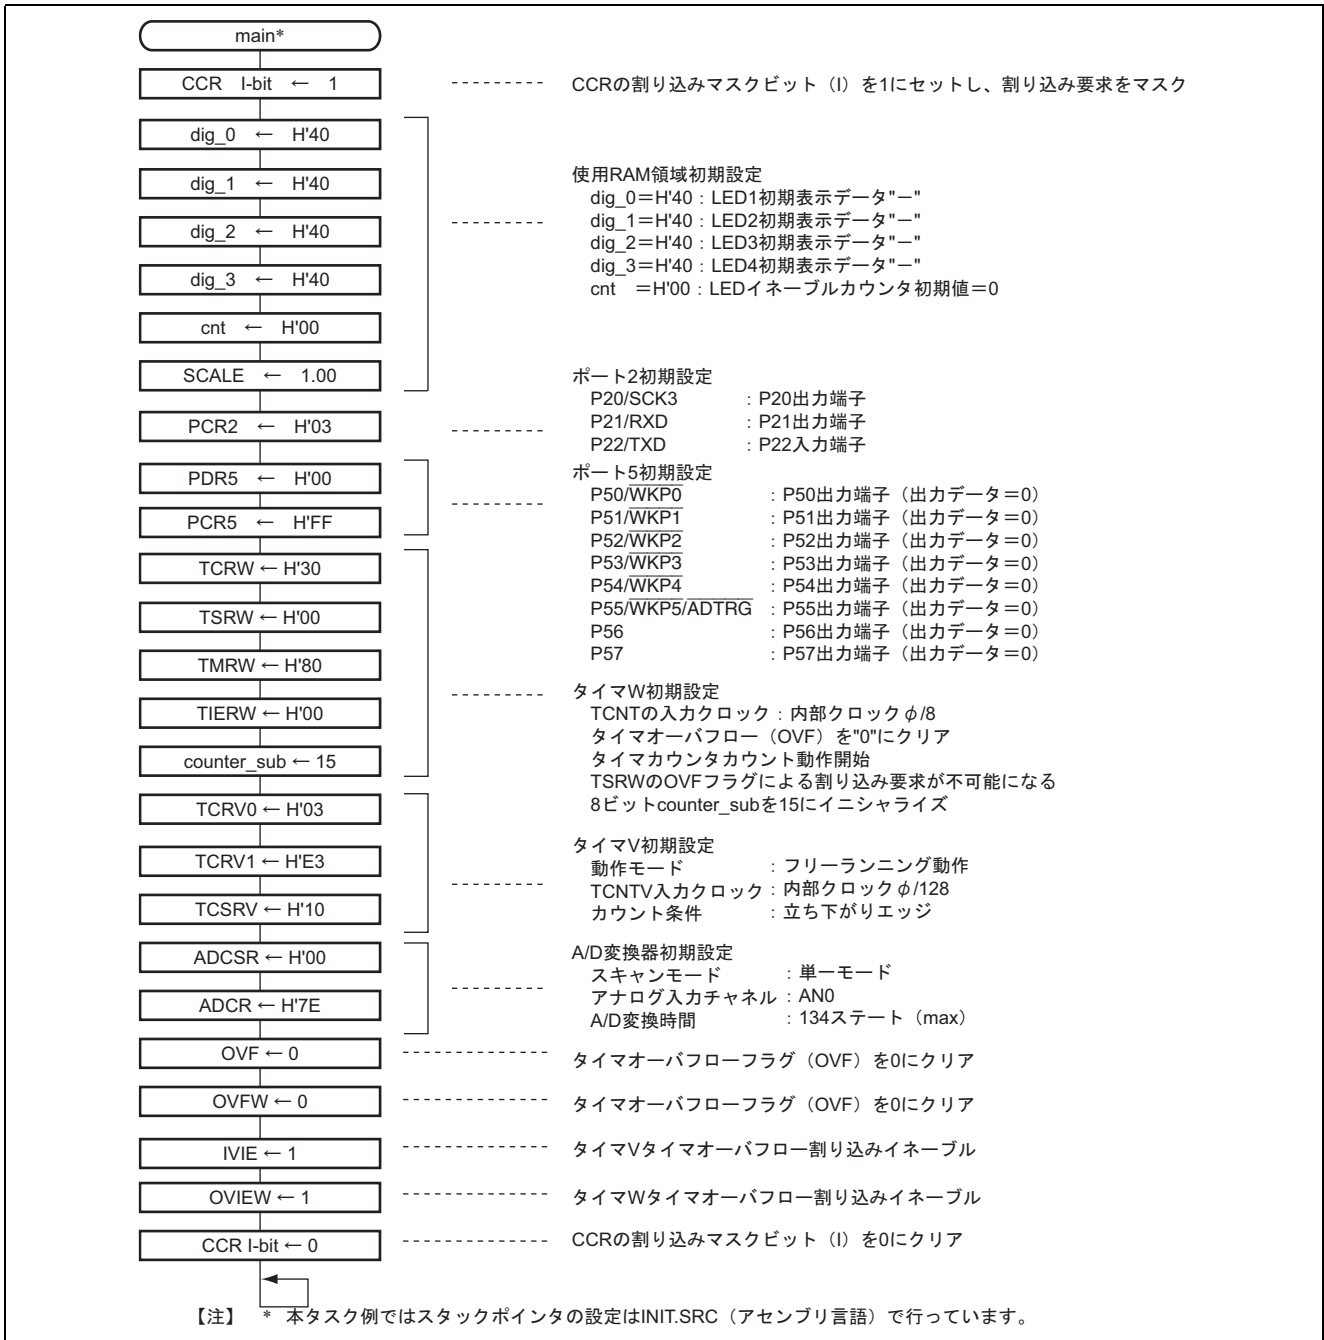 main*
CCR I-bit ← 1
CCRの割り込みマスクビット（I）を1にセットし、割り込み要求をマスク
dig_0 ← H'40
dig_1 ← H'40
dig_2 ← H'40
dig_3 ← H'40
cnt ← H'00
SCALE ← 1.00
使用RAM領域初期設定
dig_0＝H'40：LED1初期表示データ"－"
dig_1＝H'40：LED2初期表示データ"－"
dig_2＝H'40：LED3初期表示データ"－"
dig_3＝H'40：LED4初期表示データ"－"
cnt ＝H'00：LEDイネーブルカウンタ初期値＝0
PCR2 ← H'03
ポート2初期設定
P20/SCK3 ：P20出力端子
P21/RXD ：P21出力端子
P22/TXD ：P22入力端子
PDR5 ← H'00
PCR5 ← H'FF
ポート5初期設定
P50/WKP0 ：P50出力端子（出力データ＝0）
P51/WKP1 ：P51出力端子（出力データ＝0）
P52/WKP2 ：P52出力端子（出力データ＝0）
P53/WKP3 ：P53出力端子（出力データ＝0）
P54/WKP4 ：P54出力端子（出力データ＝0）
P55/WKP5/ADTRG ：P55出力端子（出力データ＝0）
P56 ：P56出力端子（出力データ＝0）
P57 ：P57出力端子（出力データ＝0）
TCRW ← H'30
TSRW ← H'00
TMRW ← H'80
TIERW ← H'00
counter_sub ← 15
タイマW初期設定
TCNTの入力クロック：内部クロックφ/8
タイマオーバフロー（OVF）を"0"にクリア
タイマカウンタカウント動作開始
TSRWのOVFフラグによる割り込み要求が不可能になる
8ビットcounter_subを15にイニシャライズ
TCRV0 ← H'03
TCRV1 ← H'E3
TCSRV ← H'10
タイマV初期設定
動作モード ：フリーランニング動作
TCNTV入力クロック：内部クロックφ/128
カウント条件 ：立ち下がりエッジ
ADCSR ← H'00
ADCR ← H'7E
A/D変換器初期設定
スキャンモード ：単一モード
アナログ入力チャネル：AN0
A/D変換時間 ：134ステート（max）
OVF ← 0
タイマオーバフローフラグ（OVF）を0にクリア
OVFW ← 0
タイマオーバフローフラグ（OVF）を0にクリア
IVIE ← 1
タイマVタイマオーバフロー割り込みイネーブル
OVIEW ← 1
タイマWタイマオーバフロー割り込みイネーブル
CCR I-bit ← 0
CCRの割り込みマスクビット（I）を0にクリア
【注】 * 本タスク例ではスタックポインタの設定はINIT.SRC（アセンブリ言語）で行っています。